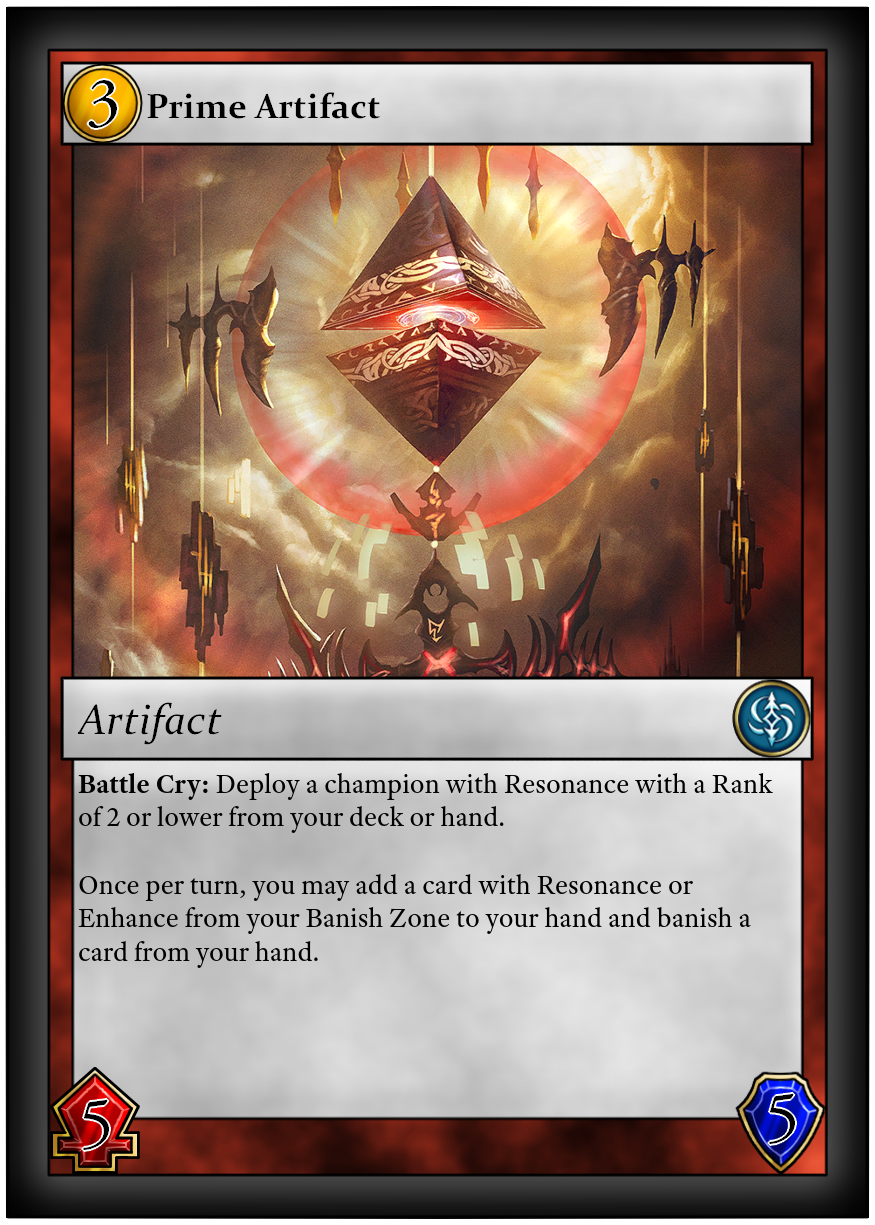 3 Prime Artifact
Artifact
Battle Cry: Deploy a champion with Resonance with a Rank
of 2 or lower from your deck or hand.
Once per turn, you may add a card with Resonance or
Enhance from your Banish Zone to your hand and banish a
card from your hand.
5 5